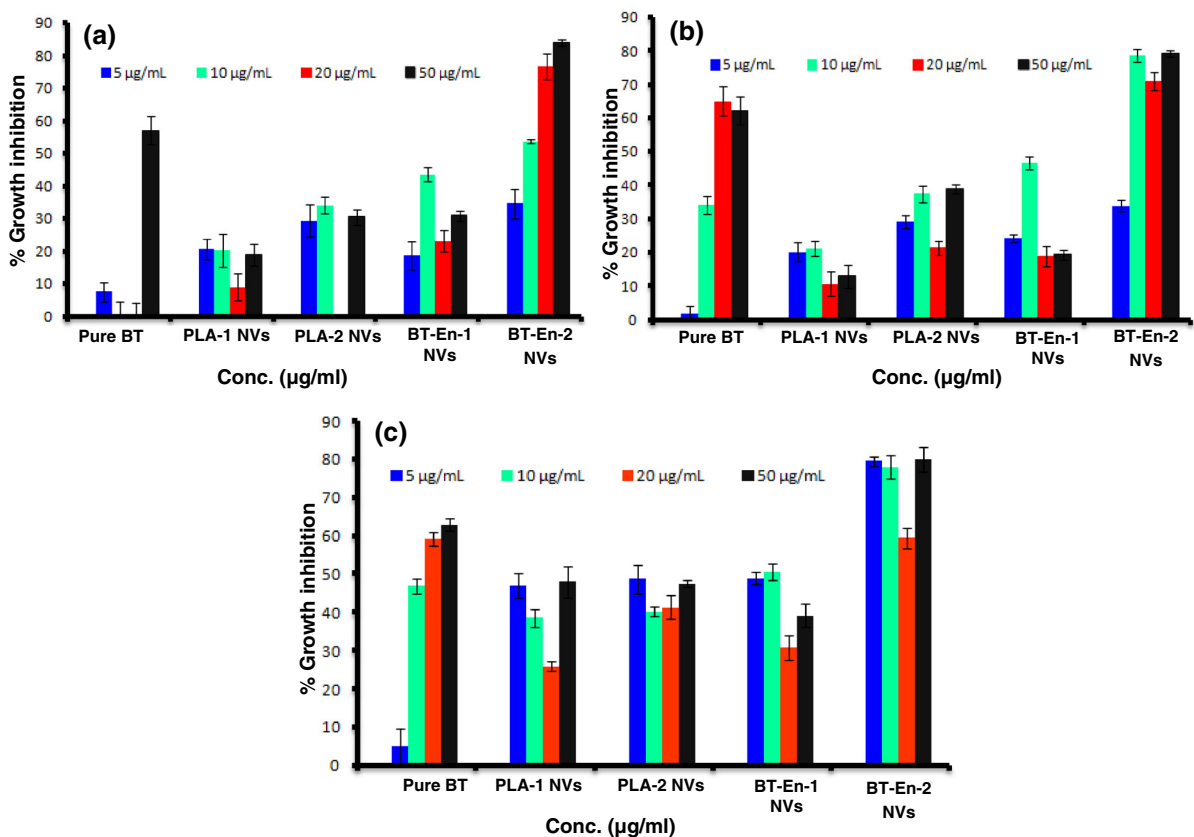 (a)
90
80
70
60
50
40
30
20
10
0
% Growth inhibition
5 µg/mL 10 µg/mL 20 µg/mL 50 µg/mL
Pure BT PLA-1 NVs PLA-2 NVs BT-En-1 NVs BT-En-2 NVs
Conc. (µg/ml)
(b)
90
80
70
60
50
40
30
20
10
0
% Growth inhibition
5 µg/mL 10 µg/mL 20 µg/mL 50 µg/mL
Pure BT PLA-1 NVs PLA-2 NVs BT-En-1 NVs BT-En-2 NVs
Conc. (µg/ml)
(c)
90
80
70
60
50
40
30
20
10
0
% Growth inhibition
5 µg/mL 10 µg/mL 20 µg/mL 50 µg/mL
Pure BT PLA-1 NVs PLA-2 NVs BT-En-1 NVs BT-En-2 NVs
Conc. (µg/ml)